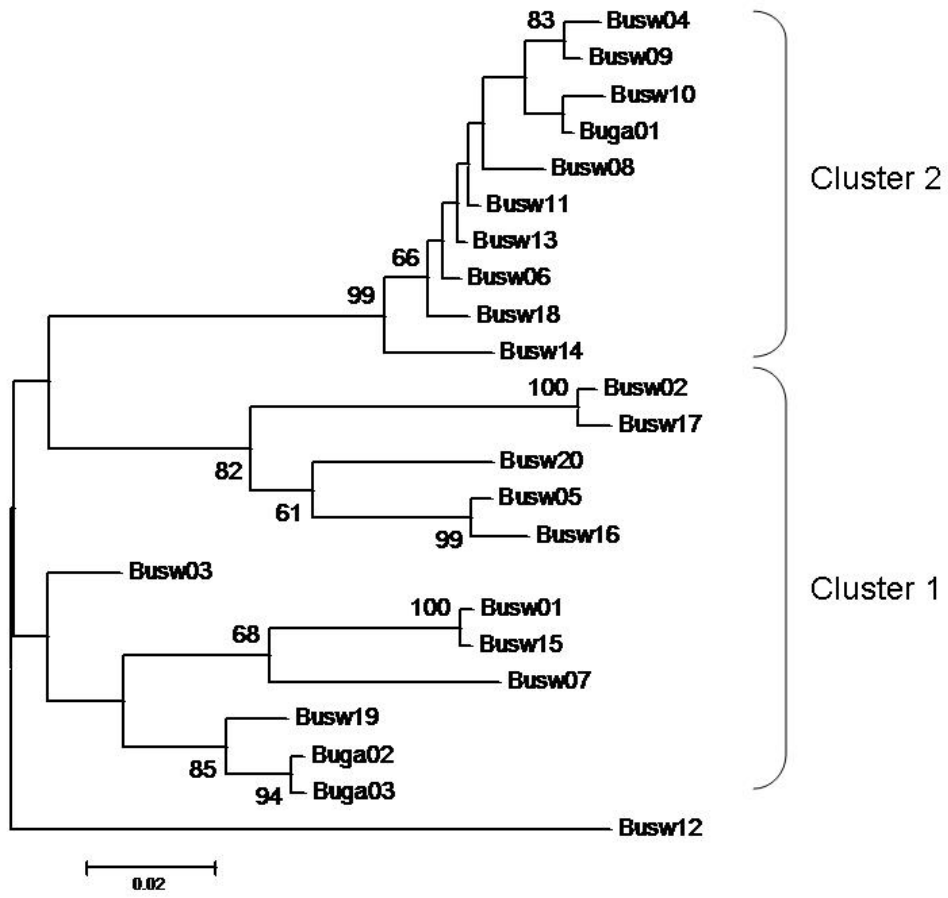 83
Busw04
Busw09
Busw10
Buga01
Busw08
Cluster 2
Busw11
Busw13
66
Busw06
99
Busw18
Busw14
100
Busw02
Busw17
82
Busw20
61
Busw05
99
Busw16
Busw03
Cluster 1
100
Busw01
68
Busw15
Busw07
Busw19
85
Buga02
94
Buga03
Busw12
0.02